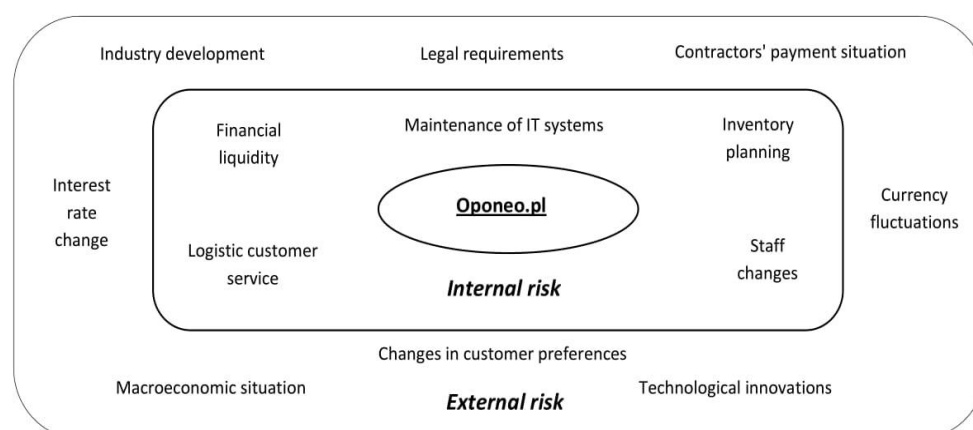 Industry development
Legal requirements
Contractors' payment situation
Financial
liquidity
Maintenance of IT systems
Inventory
planning
Interest
rate
change
Oponeo.pl
Currency
fluctuations
Logistic customer
service
Staff
changes
Internal risk
Changes in customer preferences
Macroeconomic situation
External risk
Technological innovations